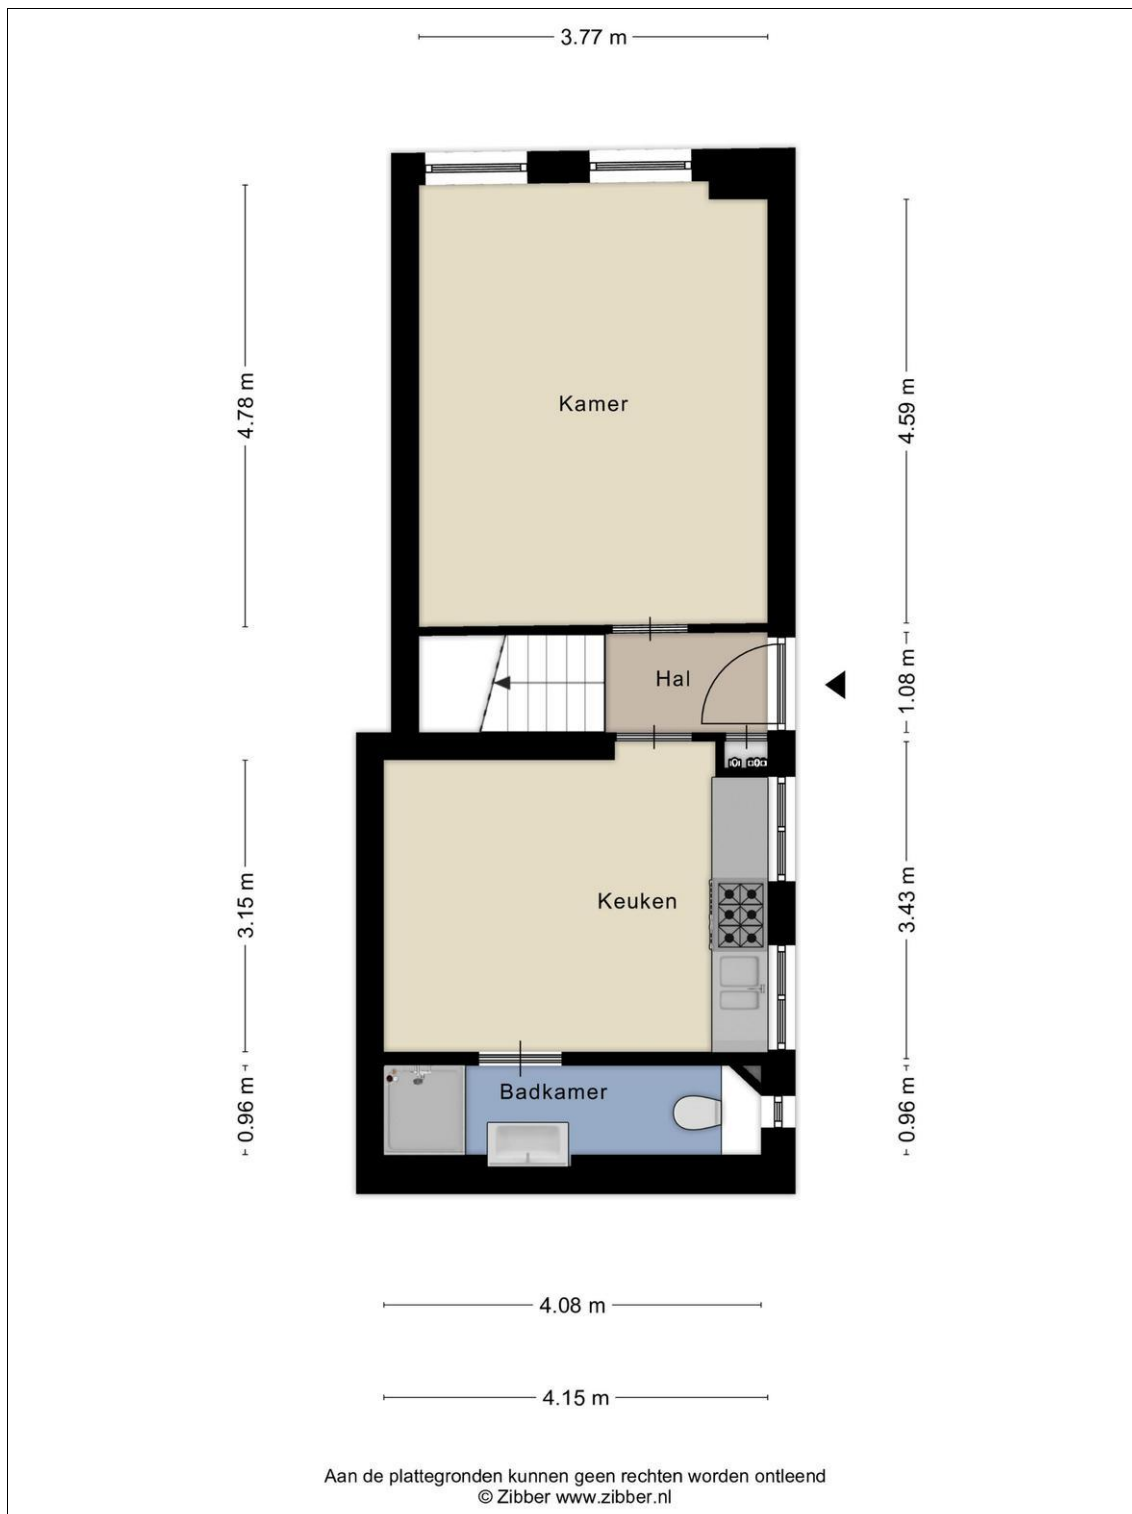 3.77 m
4.78 m
4.59 m
Kamer
Hal
1.08 m
3.15 m
3.43 m
Keuken
0.96 m
Badkamer
0.96 m
4.08 m
4.15 m
Aan de plattegronden kunnen geen rechten worden ontleend
© Zibber www.zibber.nl